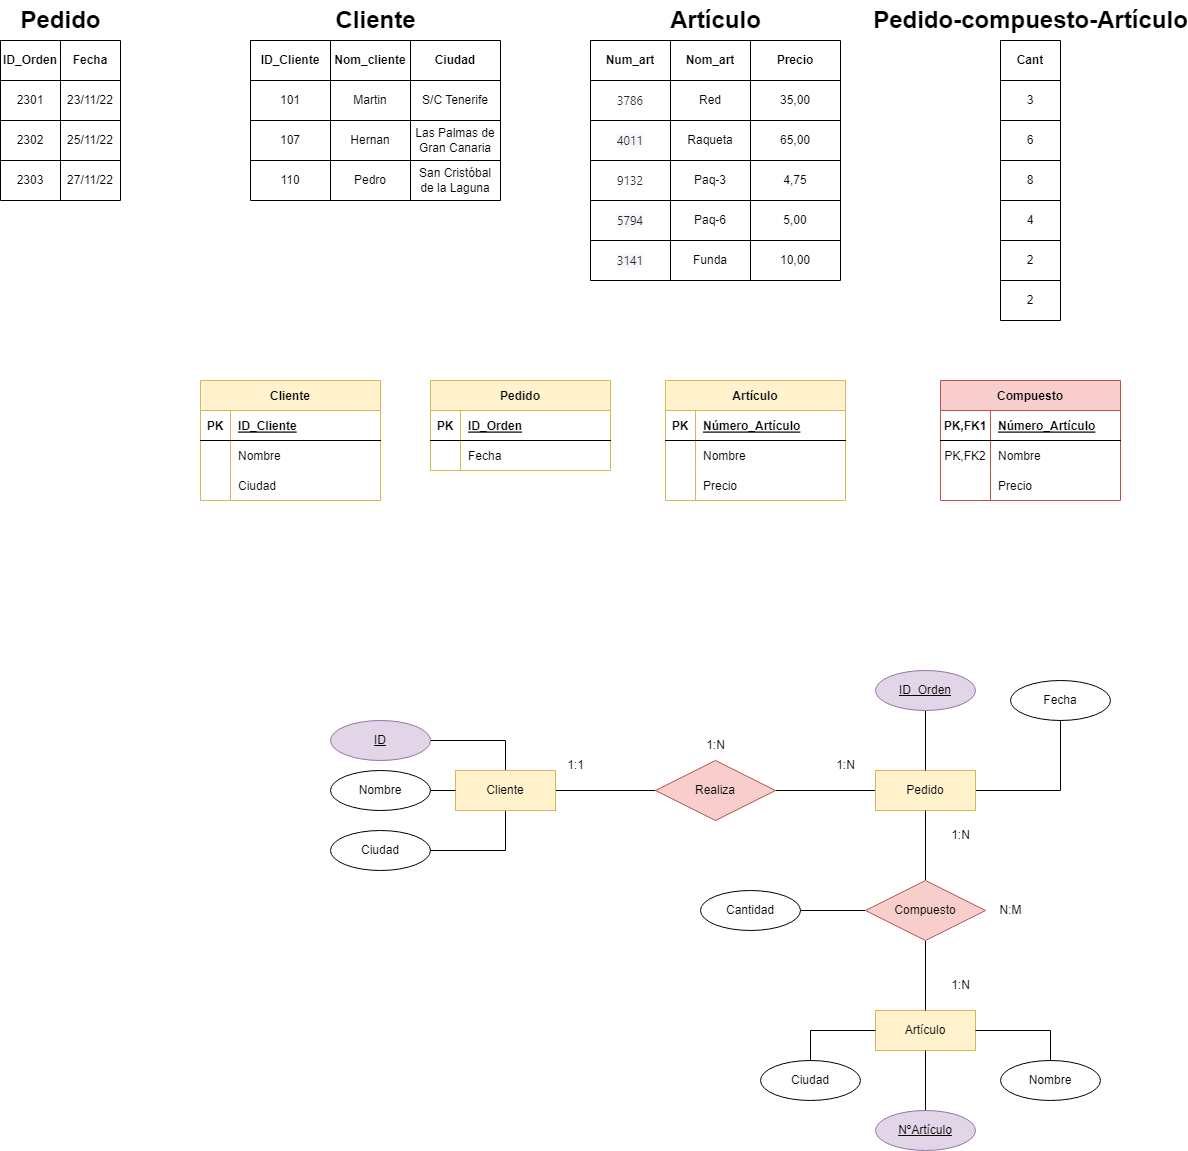 Pedido
ID_Orden Fecha
2301 23/11/22
2302 25/11/22
2303 27/11/22
Cliente
ID_Cliente Nom_cliente Ciudad
101 Martin S/C Tenerife
107 Hernan Las Palmas de
Gran Canaria
110 Pedro San Cristóbal
de la Laguna
Artículo
Num_art Nom_art Precio
3786 Red 35,00
4011 Raqueta 65,00
9132 Paq-3 4,75
5794 Paq-6 5,00
3141 Funda 10,00
Pedido-compuesto-Artículo
Cant
3
6
8
4
2
2
Cliente
PK ID_Cliente
Nombre
Ciudad
Pedido
PK ID_Orden
Fecha
Artículo
PK Número_Artículo
Nombre
Precio
Compuesto
PK,FK1 Número_Artículo
PK,FK2 Nombre
Precio
ID_Orden
Fecha
ID
1:N
1:1
1:N
Nombre
Cliente
Realiza
Pedido
Ciudad
1:N
Cantidad
Compuesto
N:M
1:N
Artículo
Ciudad
Nombre
NºArtículo